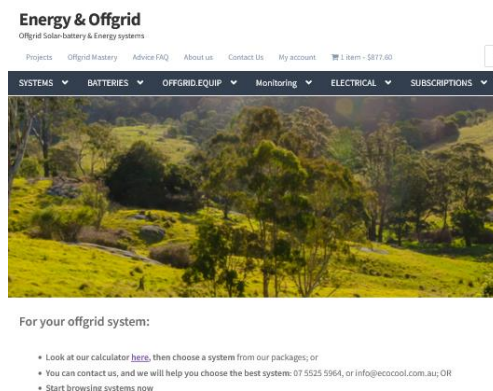 Energy & Offgrid
Offgrid Solar-battery & Energy systems
Projects Offgrid Mastery Advice FAQ About us Contact Us My account 1 item – $877.60
SYSTEMS BATTERIES OFFGRID.EQUIP Monitoring ELECTRICAL SUBSCRIPTIONS
For your offgrid system:
• Look at our calculator here, then choose a system from our packages; or
• You can contact us, and we will help you choose the best system: 07 5525 5964, or info@ecocool.com.au; OR
• Start browsing systems now